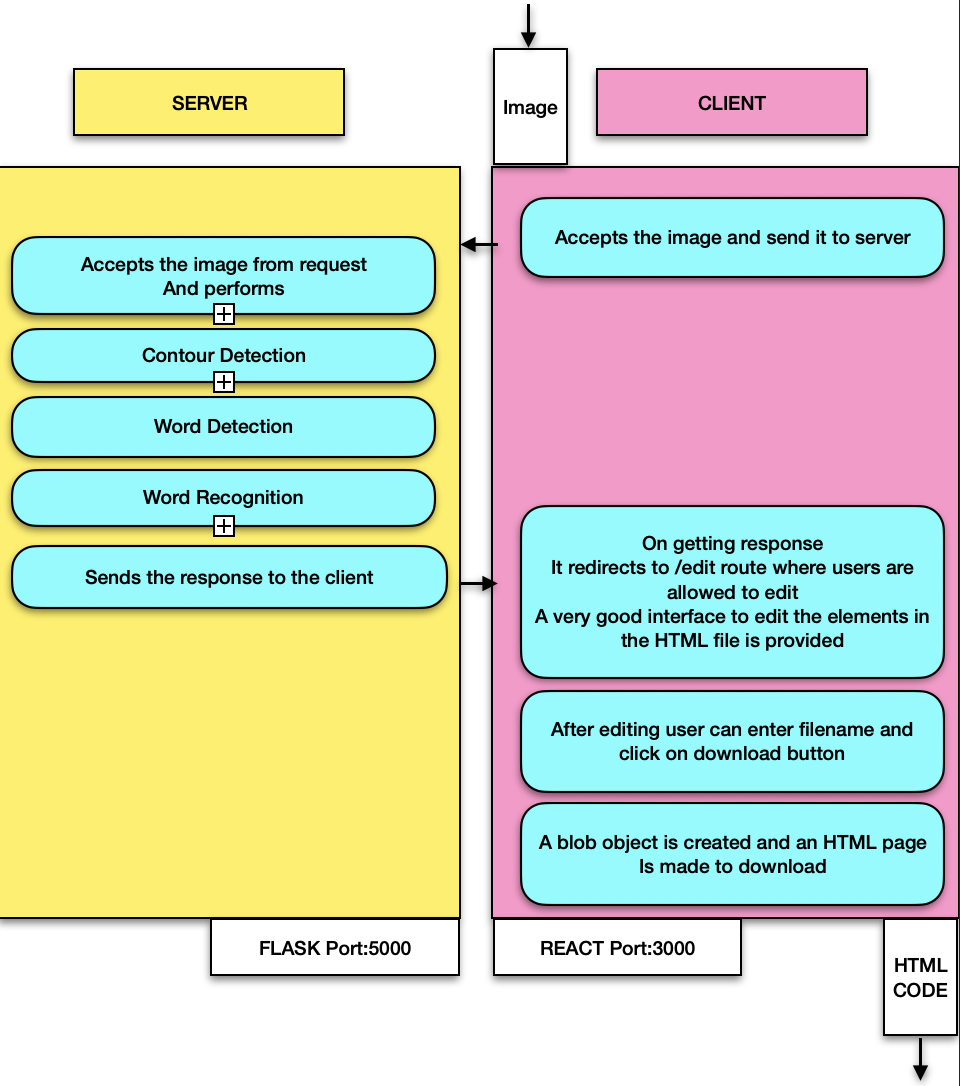 SERVER
Image
CLIENT
Accepts the image and send it to server
Accepts the image from request
And performs
Contour Detection
Word Detection
Word Recognition
Sends the response to the client
On getting response
It redirects to /edit route where users are
allowed to edit
A very good interface to edit the elements in
the HTML file is provided
After editing user can enter filename and
click on download button
A blob object is created and an HTML page
Is made to download
FLASK Port:5000
REACT Port:3000
HTML
CODE